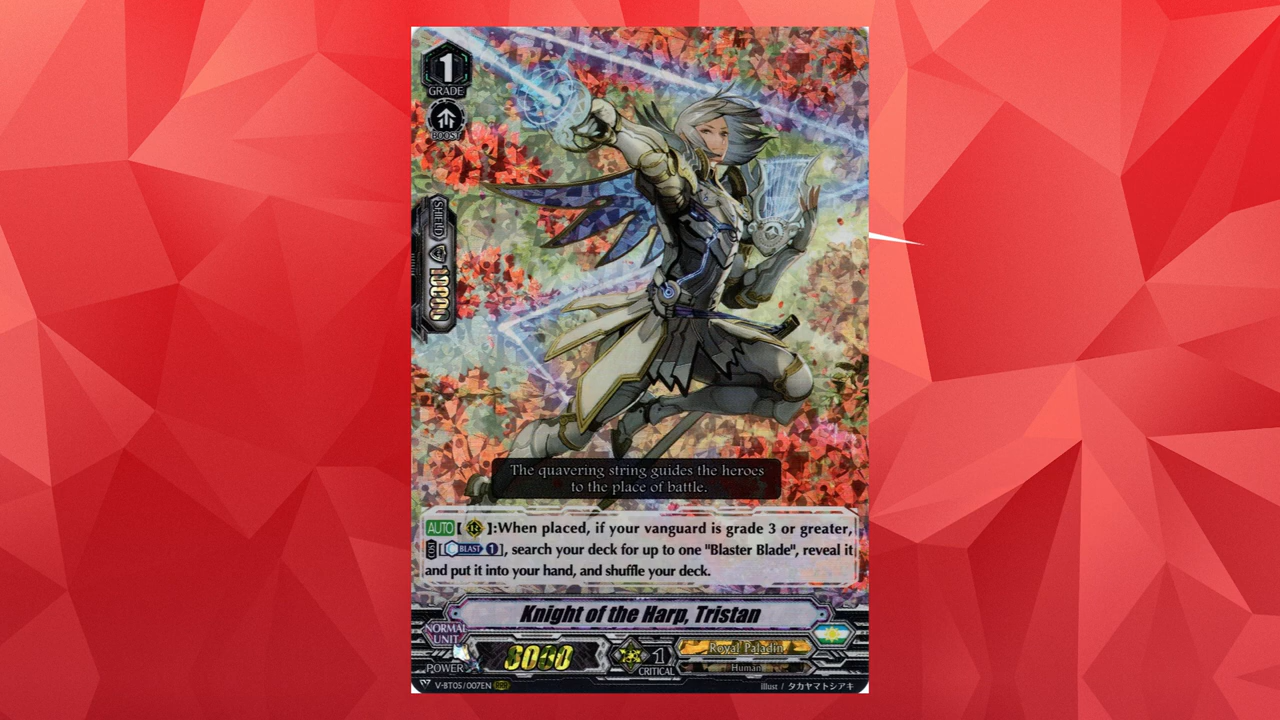 1
GRADE
BOOST
SHIELD
10000
The quavering string guides the heroes
to the place of battle.
AUTO【 R 】:When placed, if your vanguard is grade 3 or greater,
COST [C BLAST 1], search your deck for up to one "Blaster Blade", reveal it
and put it into your hand, and shuffle your deck.
Knight of the Harp, Tristan
NORMAL
UNIT
POWER 8000 1
CRITICAL
Royal Paladin
Human
V-BT05/007EN RRR
illust / タカヤマトシアキ